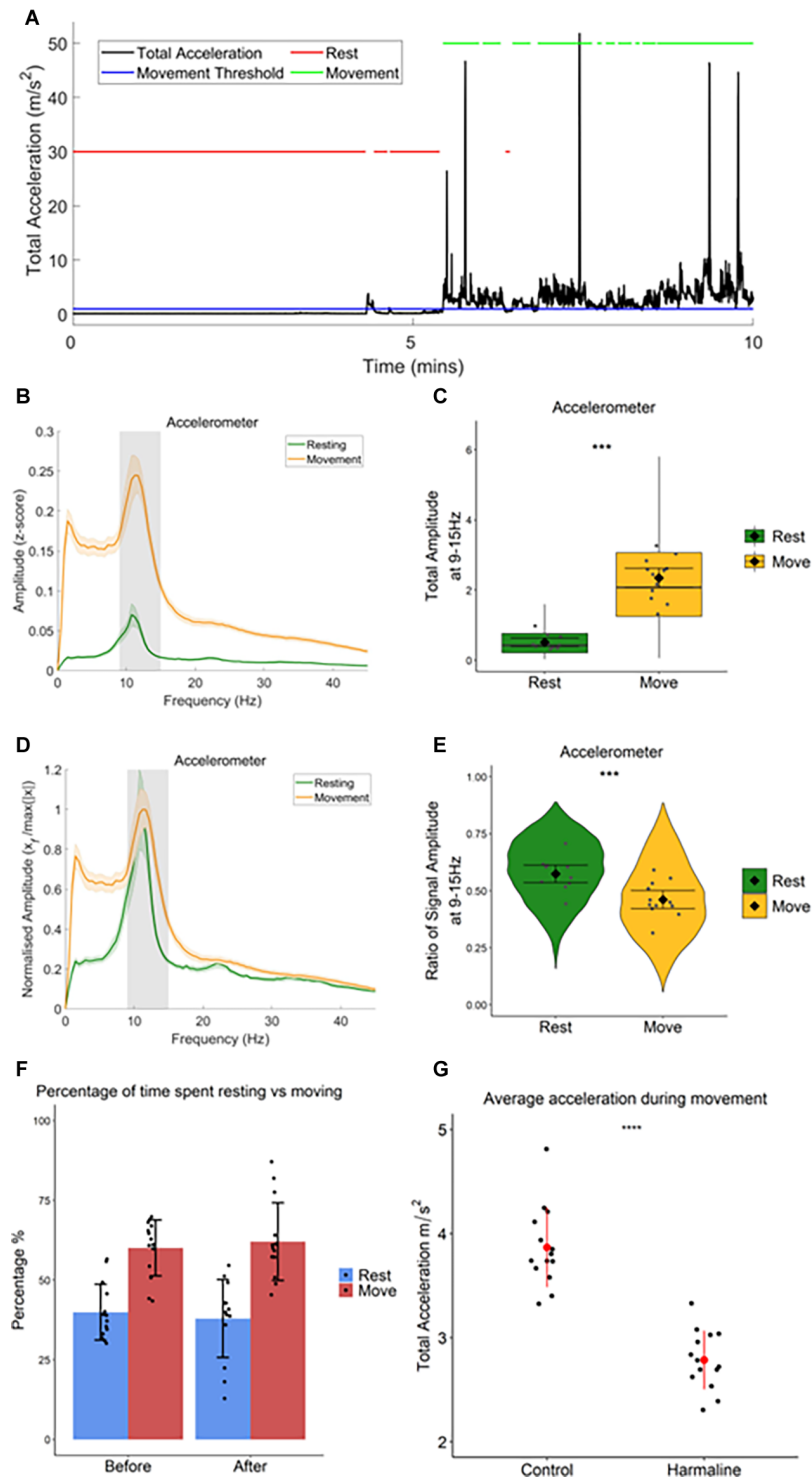 A
Total Acceleration (m/s²)
50
40
30
20
10
0
Total Acceleration
Rest
Movement Threshold
Movement
0
5
10
Time (mins)
B
Accelerometer
Amplitude (z-score)
0.3
0.25
0.2
0.15
0.1
0.05
0
Resting
Movement
0
10
20
30
40
Frequency (Hz)
C
Accelerometer
Total Amplitude
at 9-15Hz
6
4
2
0
***
Rest
Move
Rest
Move
D
Accelerometer
Normalised Amplitude (x_f/max(|x|)
1.2
1
0.8
0.6
0.4
0.2
0
Resting
Movement
0
10
20
30
40
Frequency (Hz)
E
Accelerometer
Ratio of Signal Amplitude
at 9-15Hz
1.00
0.75
0.50
0.25
0.00
***
Rest
Move
Rest
Move
F
Percentage of time spent resting vs moving
Percentage %
100
75
50
25
0
Rest
Move
Before
After
G
Average acceleration during movement
Total Acceleration m/s²
5
4
3
2
****
Control
Harmaline